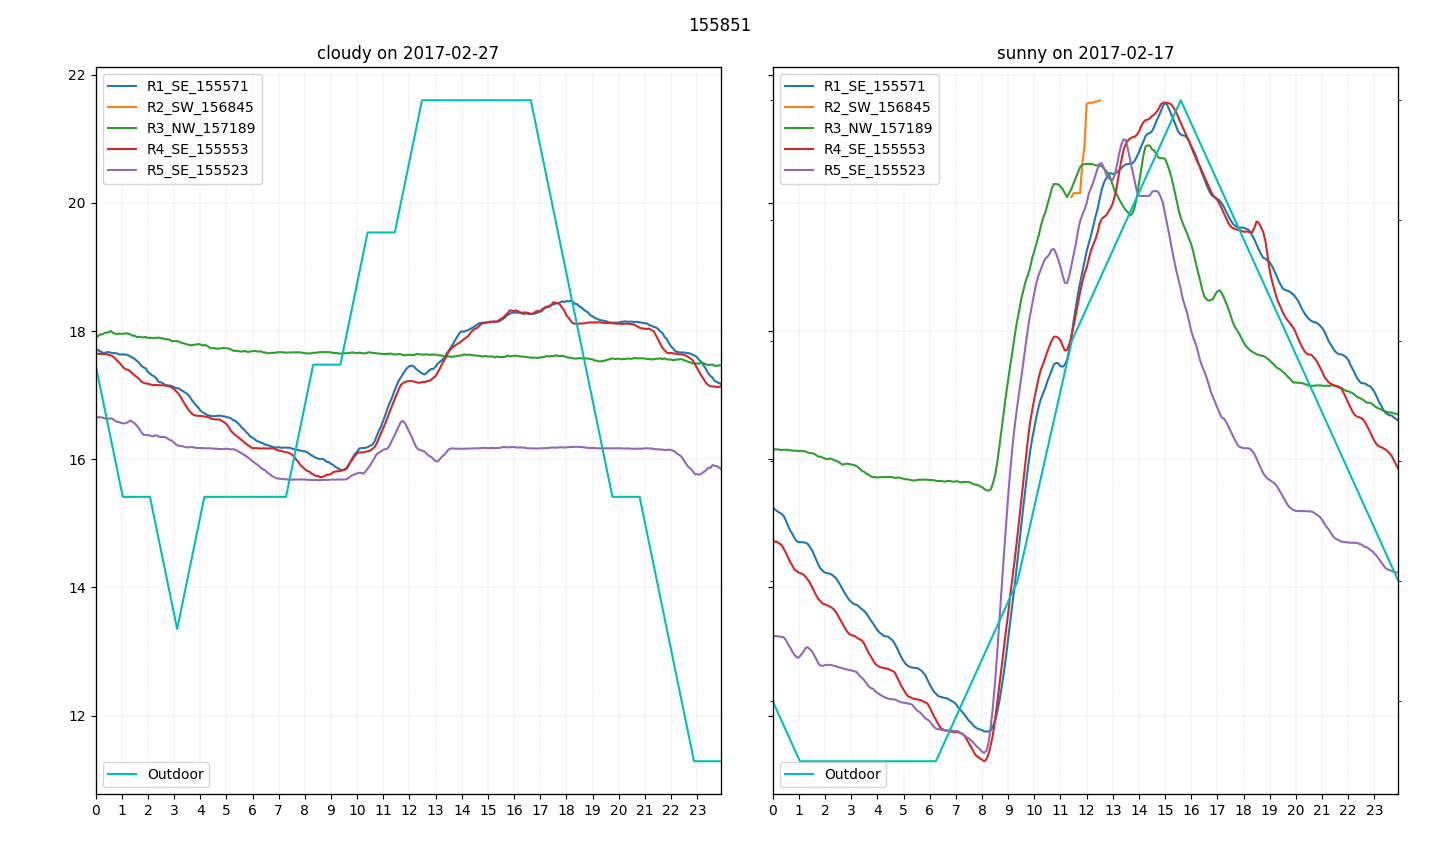 155851
cloudy on 2017-02-27
sunny on 2017-02-17
22
20
18
16
14
12
R1_SE_155571
R2_SW_156845
R3_NW_157189
R4_SE_155553
R5_SE_155523
Outdoor
0 1 2 3 4 5 6 7 8 9 10 11 12 13 14 15 16 17 18 19 20 21 22 23
R1_SE_155571
R2_SW_156845
R3_NW_157189
R4_SE_155553
R5_SE_155523
Outdoor
0 1 2 3 4 5 6 7 8 9 10 11 12 13 14 15 16 17 18 19 20 21 22 23